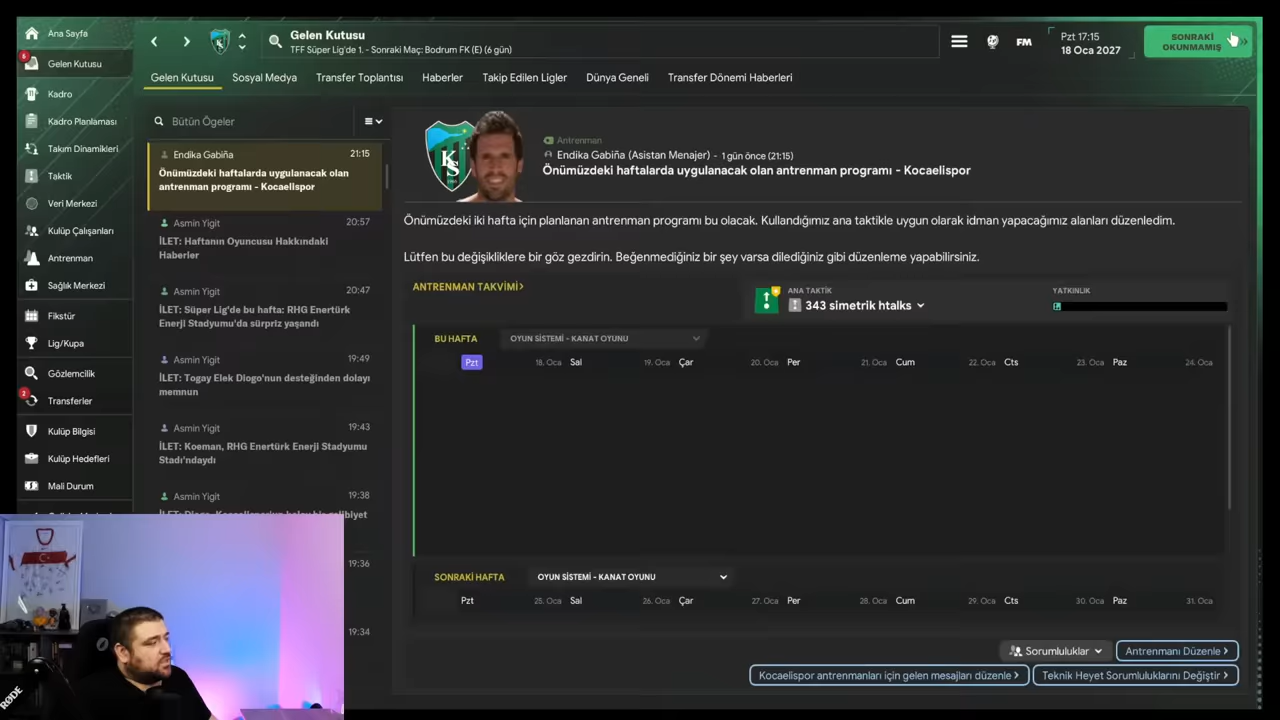 Ana Sayfa
6
Gelen Kutusu
Kadro
Kadro Planlaması
Takım Dinamikleri
Taktik
Veri Merkezi
Kulüp Çalışanları
Antrenman
Sağlık Merkezi
Fikstür
Lig/Kupa
Gözlemcilik
2
Transferler
Kulüp Bilgisi
Kulüp Hedefleri
Mali Durum
Gelen Kutusu
TFF Süper Lig'de 1. - Sonraki Maç: Bodrum FK (E) (6 gün)
FM
Pzt 17:15
18 Oca 2027
SONRAKİ
OKUNMAMIŞ
Gelen Kutusu Sosyal Medya Transfer Toplantısı Haberler Takip Edilen Ligler Dünya Geneli Transfer Dönemi Haberleri
Bütün Ögeler
Endika Gabiña 21:15
Önümüzdeki haftalarda uygulanacak olan
antrenman programı - Kocaelispor
Asmin Yigit 20:57
İLET: Haftanın Oyuncusu Hakkındaki
Haberler
Asmin Yigit 20:47
İLET: Süper Lig'de bu hafta: RHG Enertürk
Enerji Stadyumu'da sürpriz yaşandı
Asmin Yigit 19:49
İLET: Togay Elek Diogo'nun desteğinden dolayı
memnun
Asmin Yigit 19:43
İLET: Koeman, RHG Enertürk Enerji Stadyumu
Stadı'ndaydı
Asmin Yigit 19:38
19:36
19:34
KS
Antrenman
Endika Gabiña (Asistan Menajer) - 1 gün önce (21:15)
Önümüzdeki haftalarda uygulanacak olan antrenman programı - Kocaelispor
Önümüzdeki iki hafta için planlanan antrenman programı bu olacak. Kullandığımız ana taktikle uygun olarak idman yapacağımız alanları düzenledim.
Lütfen bu değişikliklere bir göz gezdirin. Beğenmediğiniz bir şey varsa dilediğiniz gibi düzenleme yapabilirsiniz.
ANTRENMAN TAKVİMİ>
ANA TAKTİK
343 simetrik htalks
YATKINLIK
BU HAFTA OYUN SİSTEMİ - KANAT OYUNU
Pzt 18. Oca Sal 19. Oca Çar 20. Oca Per 21. Oca Cum 22. Oca Cts 23. Oca Paz 24. Oca
SONRAKİ HAFTA OYUN SİSTEMİ - KANAT OYUNU
Pzt 25. Oca Sal 26. Oca Çar 27. Oca Per 28. Oca Cum 29. Oca Cts 30. Oca Paz 31. Oca
Sorumluluklar Antrenmanı Düzenle >
Kocaelispor antrenmanları için gelen mesajları düzenle > Teknik Heyet Sorumluluklarını Değiştir >
RØDE